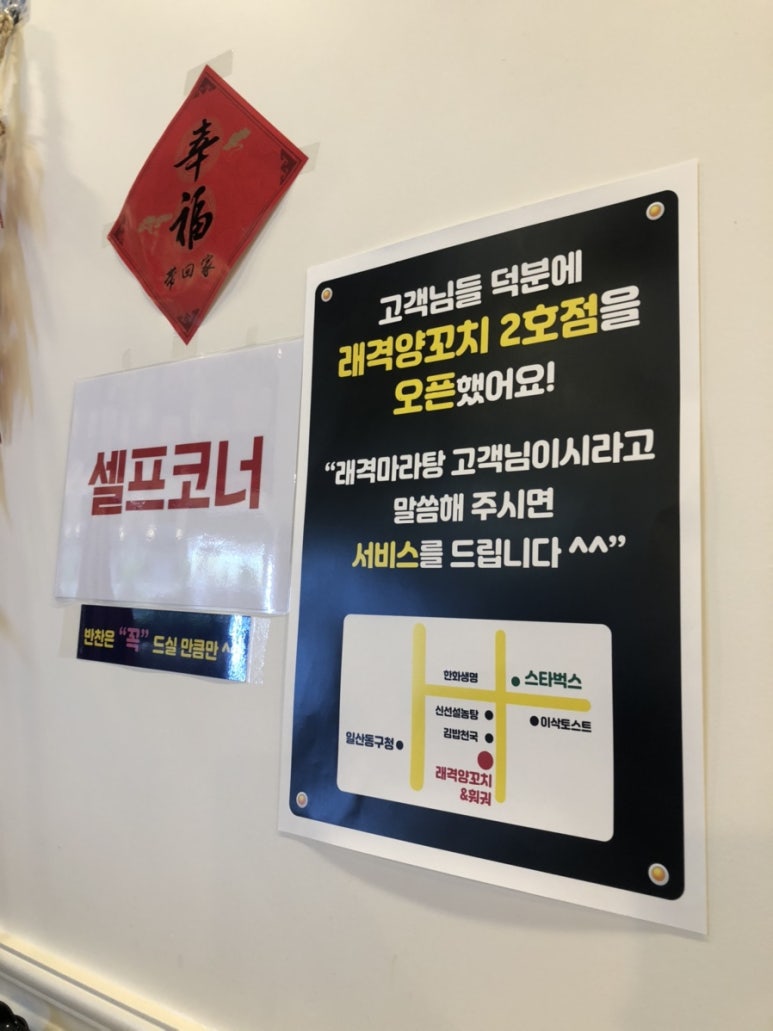 幸
福
带回家
셀프코너
반찬은 "꼭" 드실 만큼만 ^^
고객님들 덕분에
래격양꼬치 2호점을
오픈했어요!
"래격마라탕 고객님이시라고
말씀해 주시면
서비스를 드립니다 ^^"
한화생명
스타벅스
신선설농탕
이삭토스트
김밥천국
일산동구청
래격양꼬치
&훠궈